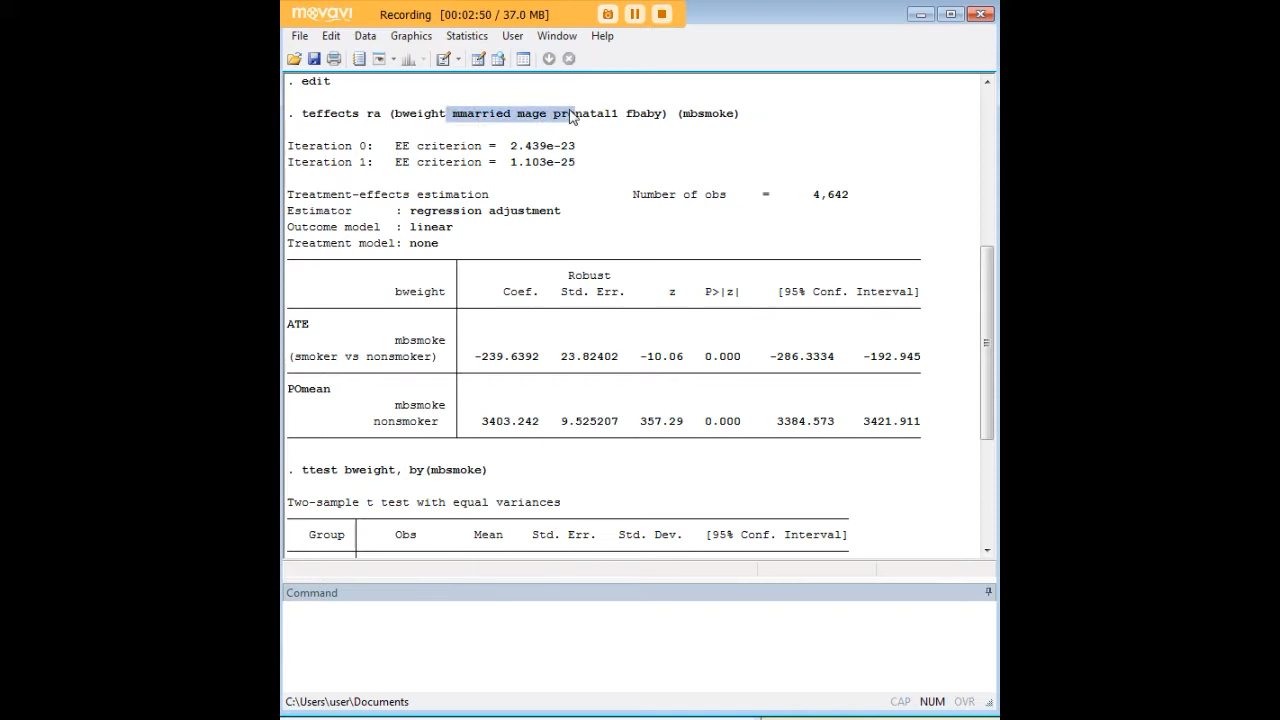 movavi Recording [00:02:50 / 37.0 MB]
File Edit Data Graphics Statistics User Window Help
. edit
. teffects ra (bweight mmarried mage prenatal1 fbaby) (mbsmoke)
Iteration 0: EE criterion = 2.439e-23
Iteration 1: EE criterion = 1.103e-25
Treatment-effects estimation Number of obs = 4,642
Estimator : regression adjustment
Outcome model : linear
Treatment model: none
Robust
bweight Coef. Std. Err. z P>|z| [95% Conf. Interval]
ATE
mbsmoke
(smoker vs nonsmoker) -239.6392 23.82402 -10.06 0.000 -286.3334 -192.945
POmean
mbsmoke
nonsmoker 3403.242 9.525207 357.29 0.000 3384.573 3421.911
. ttest bweight, by(mbsmoke)
Two-sample t test with equal variances
Group Obs Mean Std. Err. Std. Dev. [95% Conf. Interval]
Command
C:\Users\user\Documents CAP NUM OVR